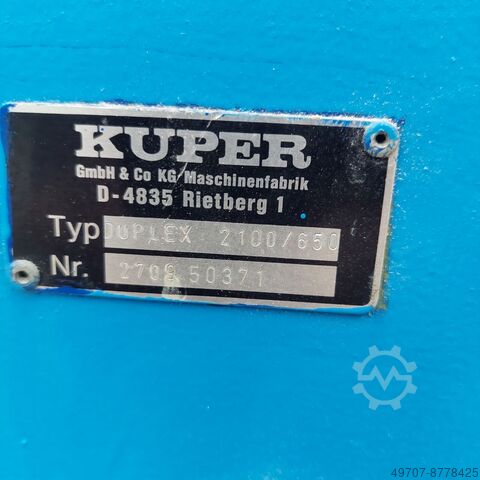 KUPER
GmbH & Co KG Maschinenfabrik
D-4835 Rietberg 1
Typ DUPLEX 2100/650
Nr. 2708 50371
49707-8778425